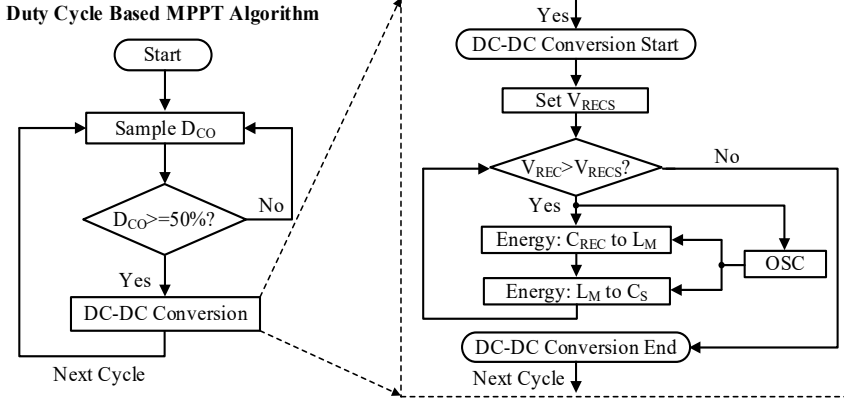 Duty Cycle Based MPPT Algorithm
Start
Sample D_CO
D_CO>=50%?
No
Yes
DC-DC Conversion
Next Cycle
Yes
DC-DC Conversion Start
Set V_RECS
V_REC>V_RECS?
No
Yes
Energy: C_REC to L_M
OSC
Energy: L_M to C_S
DC-DC Conversion End
Next Cycle